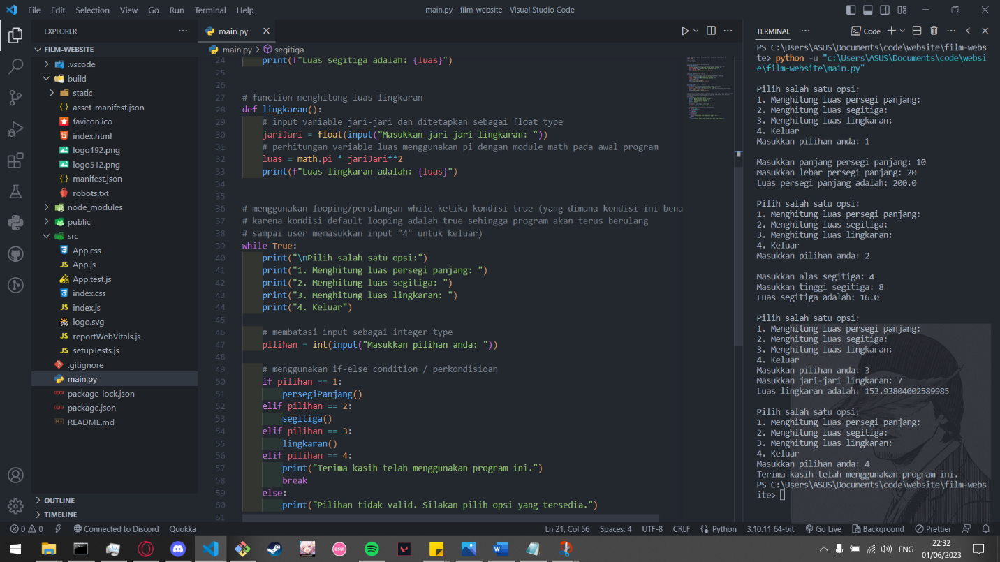 File Edit Selection View Go Run Terminal Help
main.py - film-website - Visual Studio Code
EXPLORER
FILM-WEBSITE
.vscode
build
static
asset-manifest.json
favicon.ico
index.html
logo192.png
logo512.png
manifest.json
robots.txt
node_modules
public
src
App.css
App.js
App.test.js
index.css
index.js
logo.svg
reportWebVitals.js
setupTests.js
.gitignore
main.py
package-lock.json
package.json
README.md
OUTLINE
TIMELINE
main.py
main.py > segitiga
24 print(f"Luas segitiga adalah: {luas}")
25
26
27 # function menghitung luas lingkaran
28 def lingkaran():
29 # input variable jari-jari dan ditetapkan sebagai float type
30 jariJari = float(input("Masukkan jari-jari lingkaran: "))
31 # perhitungan variable luas menggunakan pi dengan module math pada awal program
32 luas = math.pi * jariJari**2
33 print(f"Luas lingkaran adalah: {luas}")
34
35
36 # menggunakan looping/perulangan while ketika kondisi true (yang dimana kondisi ini bena
37 # karena kondisi default looping adalah true sehingga program akan terus berulang
38 # sampai user memasukkan input "4" untuk keluar)
39 while True:
40 print("\nPilih salah satu opsi:")
41 print("1. Menghitung luas persegi panjang: ")
42 print("2. Menghitung luas segitiga: ")
43 print("3. Menghitung luas lingkaran: ")
44 print("4. Keluar")
45
46 # membatasi input sebagai integer type
47 pilihan = int(input("Masukkan pilihan anda: "))
48
49 # menggunakan if-else condition / perkondisioan
50 if pilihan == 1:
51 persegiPanjang()
52 elif pilihan == 2:
53 segitiga()
54 elif pilihan == 3:
55 lingkaran()
56 elif pilihan == 4:
57 print("Terima kasih telah menggunakan program ini.")
58 break
59 else:
60 print("Pilihan tidak valid. Silakan pilih opsi yang tersedia.")
61
TERMINAL
Code
PS C:\Users\ASUS\Documents\code\website\film-webs
ite> python -u "c:\Users\ASUS\Documents\code\websi
e\film-website\main.py"
Pilih salah satu opsi:
1. Menghitung luas persegi panjang:
2. Menghitung luas segitiga:
3. Menghitung luas lingkaran:
4. Keluar
Masukkan pilihan anda: 1
Masukkan panjang persegi panjang: 10
Masukkan lebar persegi panjang: 20
Luas persegi panjang adalah: 200.0
Pilih salah satu opsi:
1. Menghitung luas persegi panjang:
2. Menghitung luas segitiga:
3. Menghitung luas lingkaran:
4. Keluar
Masukkan pilihan anda: 2
Masukkan alas segitiga: 4
Masukkan tinggi segitiga: 8
Luas segitiga adalah: 16.0
Pilih salah satu opsi:
1. Menghitung luas persegi panjang:
2. Menghitung luas segitiga:
3. Menghitung luas lingkaran:
4. Keluar
Masukkan pilihan anda: 3
Masukkan jari-jari lingkaran: 7
Luas lingkaran adalah: 153.93804002589985
Pilih salah satu opsi:
1. Menghitung luas persegi panjang:
2. Menghitung luas segitiga:
3. Menghitung luas lingkaran:
4. Keluar
Masukkan pilihan anda: 4
Terima kasih telah menggunakan program ini.
PS C:\Users\ASUS\Documents\code\website\film-webs
ite>
0 0 Connected to Discord Quokka
Ln 21, Col 56 Spaces: 4 UTF-8 CRLF Python 3.10.11 64-bit Go Live Background Prettier
ENG
22:32
01/06/2023